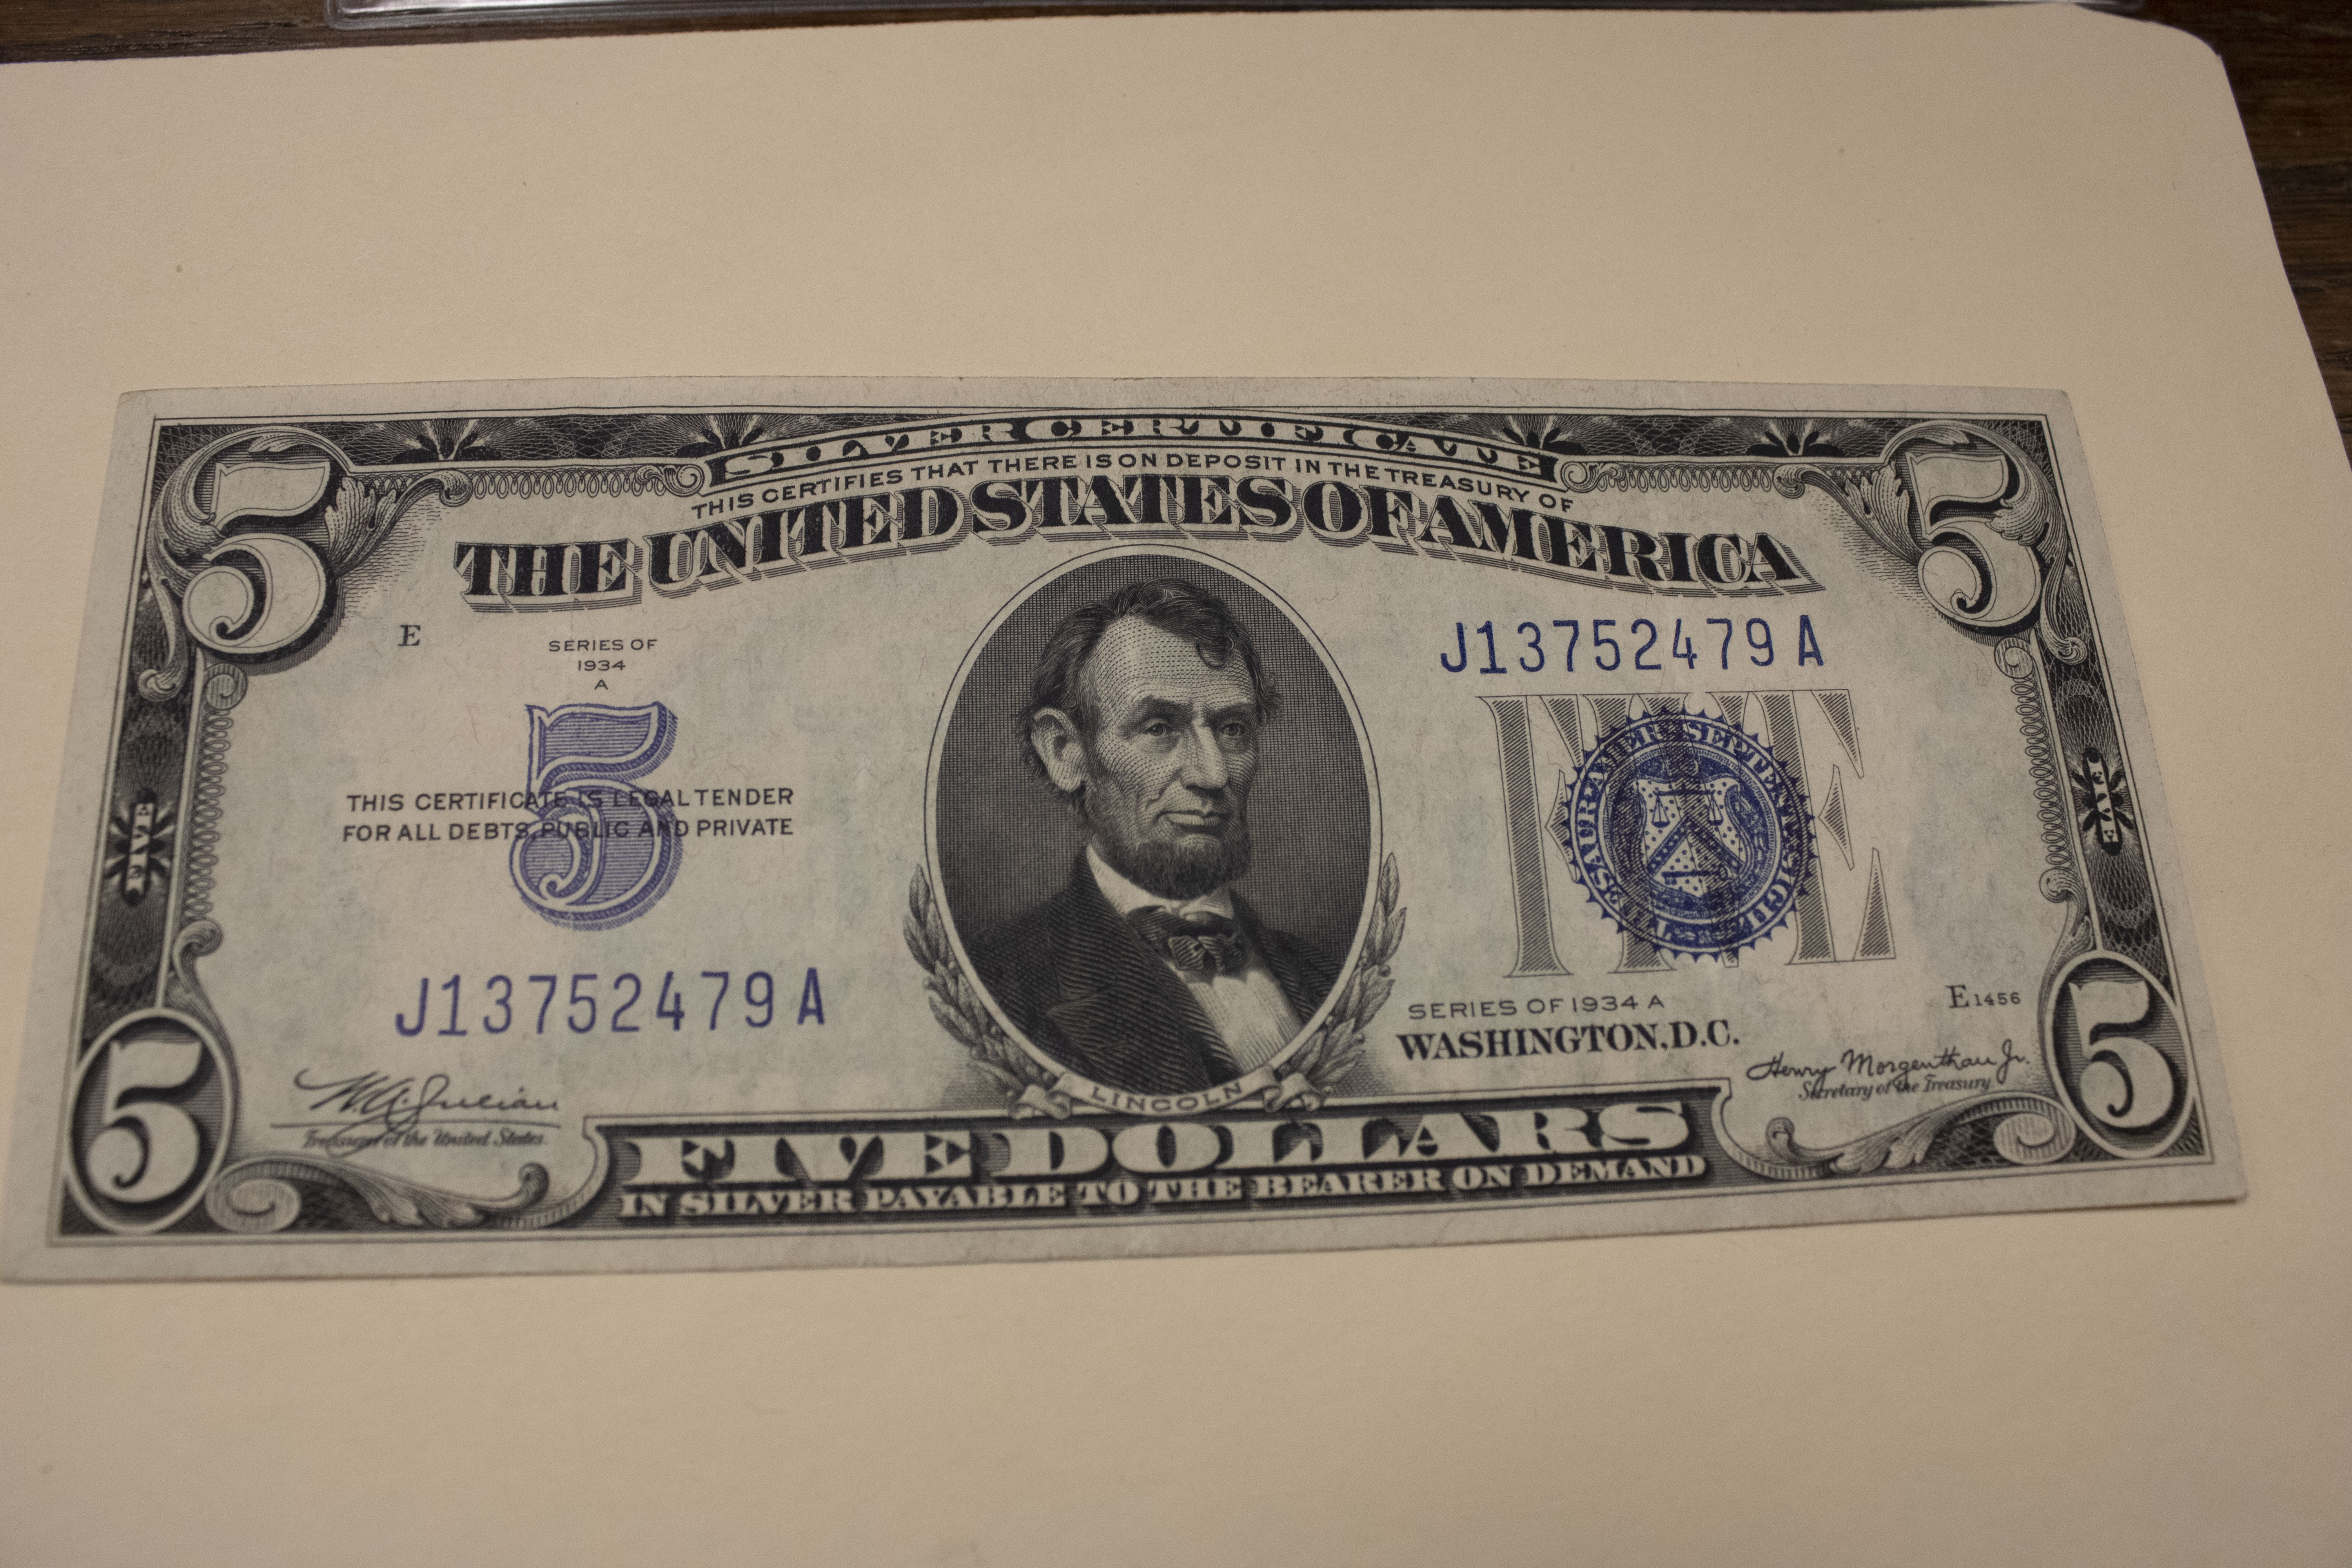 SILVER CERTIFICATE
THIS CERTIFIES THAT THERE IS ON DEPOSIT IN THE TREASURY OF
THE UNITED STATES OF AMERICA
5
5
E
SERIES OF
1934
A
J13752479A
5
FIVE
THIS CERTIFICATE IS LEGAL TENDER
FOR ALL DEBTS, PUBLIC AND PRIVATE
FIVE
FIVE
J13752479A
SERIES OF 1934 A
WASHINGTON, D.C.
E1456
W.A. Julian
Treasurer of the United States.
Henry Morgenthau Jr.
Secretary of the Treasury.
LINCOLN
5
5
FIVE DOLLARS
IN SILVER PAYABLE TO THE BEARER ON DEMAND